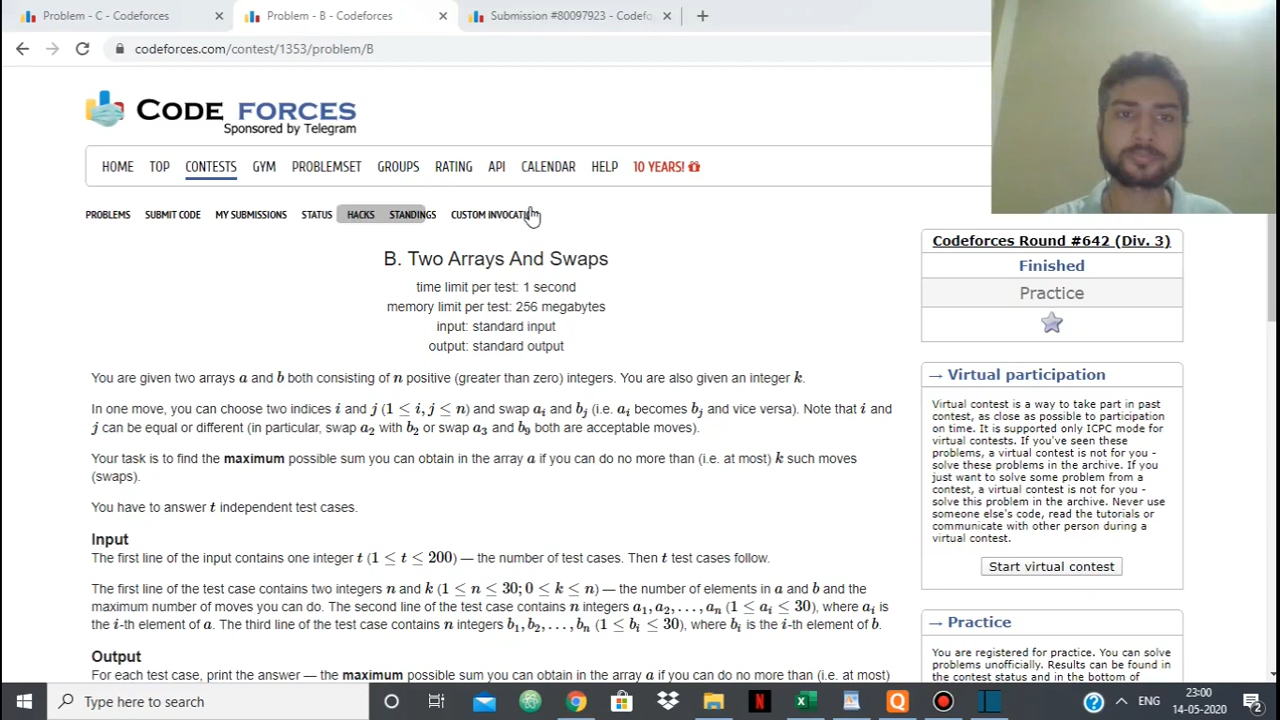 Problem - C - Codeforces
Problem - B - Codeforces
Submission #80097923 - Codefo
codeforces.com/contest/1353/problem/B
CODE FORCES
Sponsored by Telegram
HOME TOP CONTESTS GYM PROBLEMSET GROUPS RATING API CALENDAR HELP 10 YEARS!
PROBLEMS SUBMIT CODE MY SUBMISSIONS STATUS HACKS STANDINGS CUSTOM INVOCATI
B. Two Arrays And Swaps
time limit per test: 1 second
memory limit per test: 256 megabytes
input: standard input
output: standard output
You are given two arrays a and b both consisting of n positive (greater than zero) integers. You are also given an integer k.
In one move, you can choose two indices i and j (1 ≤ i, j ≤ n) and swap a_i and b_j (i.e. a_i becomes b_j and vice versa). Note that i and
j can be equal or different (in particular, swap a_2 with b_2 or swap a_3 and b_9 both are acceptable moves).
Your task is to find the maximum possible sum you can obtain in the array a if you can do no more than (i.e. at most) k such moves
(swaps).
You have to answer t independent test cases.
Input
The first line of the input contains one integer t (1 ≤ t ≤ 200) — the number of test cases. Then t test cases follow.
The first line of the test case contains two integers n and k (1 ≤ n ≤ 30; 0 ≤ k ≤ n) — the number of elements in a and b and the
maximum number of moves you can do. The second line of the test case contains n integers a_1, a_2, ..., a_n (1 ≤ a_i ≤ 30), where a_i is
the i-th element of a. The third line of the test case contains n integers b_1, b_2, ..., b_n (1 ≤ b_i ≤ 30), where b_i is the i-th element of b.
Output
For each test case, print the answer — the maximum possible sum you can obtain in the array a if you can do no more than (i.e. at most)
Codeforces Round #642 (Div. 3)
Finished
Practice
→ Virtual participation
Virtual contest is a way to take part in past
contest, as close as possible to participation
on time. It is supported only ICPC mode for
virtual contests. If you've seen these
problems, a virtual contest is not for you -
solve these problems in the archive. If you
just want to solve some problem from a
contest, a virtual contest is not for you -
solve this problem in the archive. Never use
someone else's code, read the tutorials or
communicate with other person during a
virtual contest.
Start virtual contest
→ Practice
You are registered for practice. You can solve
problems unofficially. Results can be found in
the contest status and in the bottom of
Type here to search
ENG
23:00
14-05-2020
2